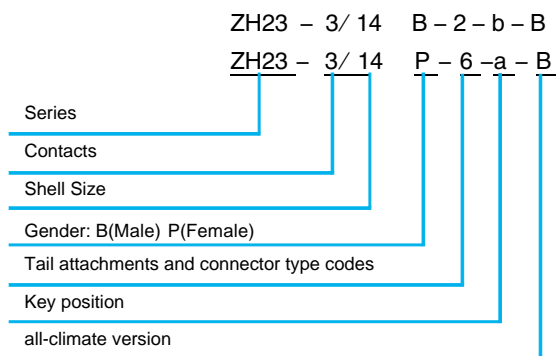 ZH23 – 3/ 14 B – 2 – b – B
ZH23 – 3/ 14 P – 6 –a – B
Series
Contacts
Shell Size
Gender: B(Male) P(Female)
Tail attachments and connector type codes
Key position
all-climate version